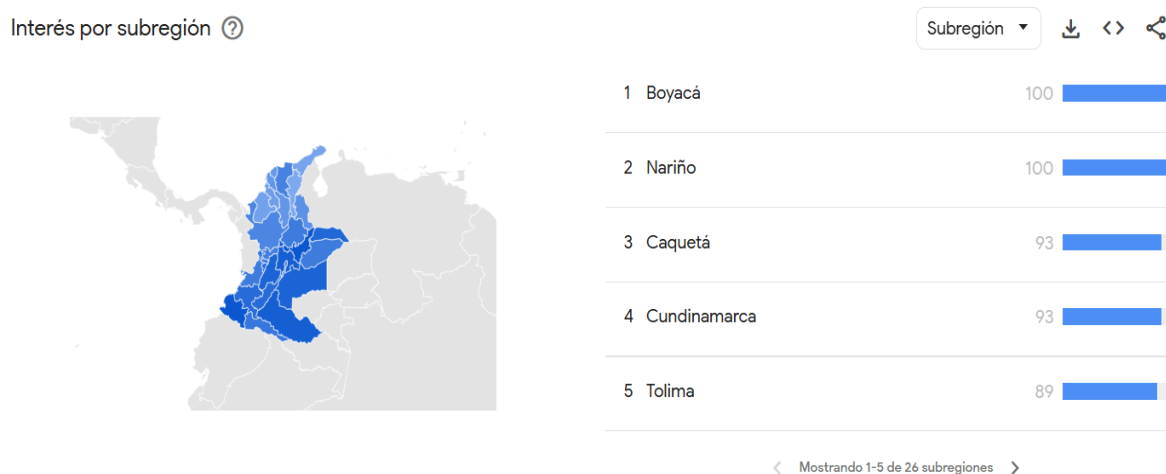 Interés por subregión
Subregión
1 Boyacá 100
2 Nariño 100
3 Caquetá 93
4 Cundinamarca 93
5 Tolima 89
Mostrando 1-5 de 26 subregiones